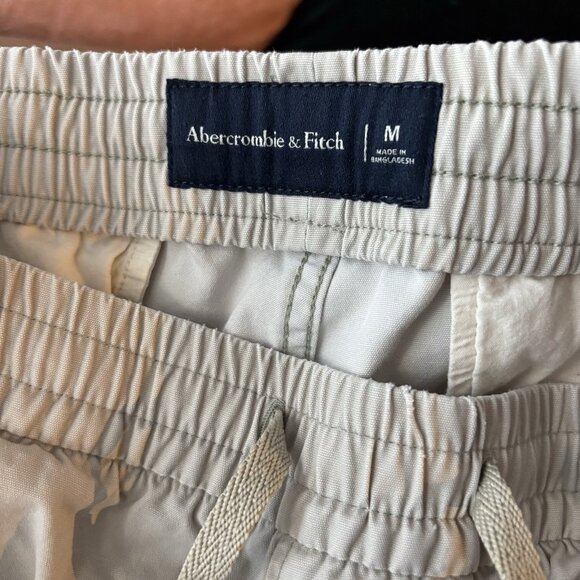 Abercrombie & Fitch
M
MADE IN
BANGLADESH